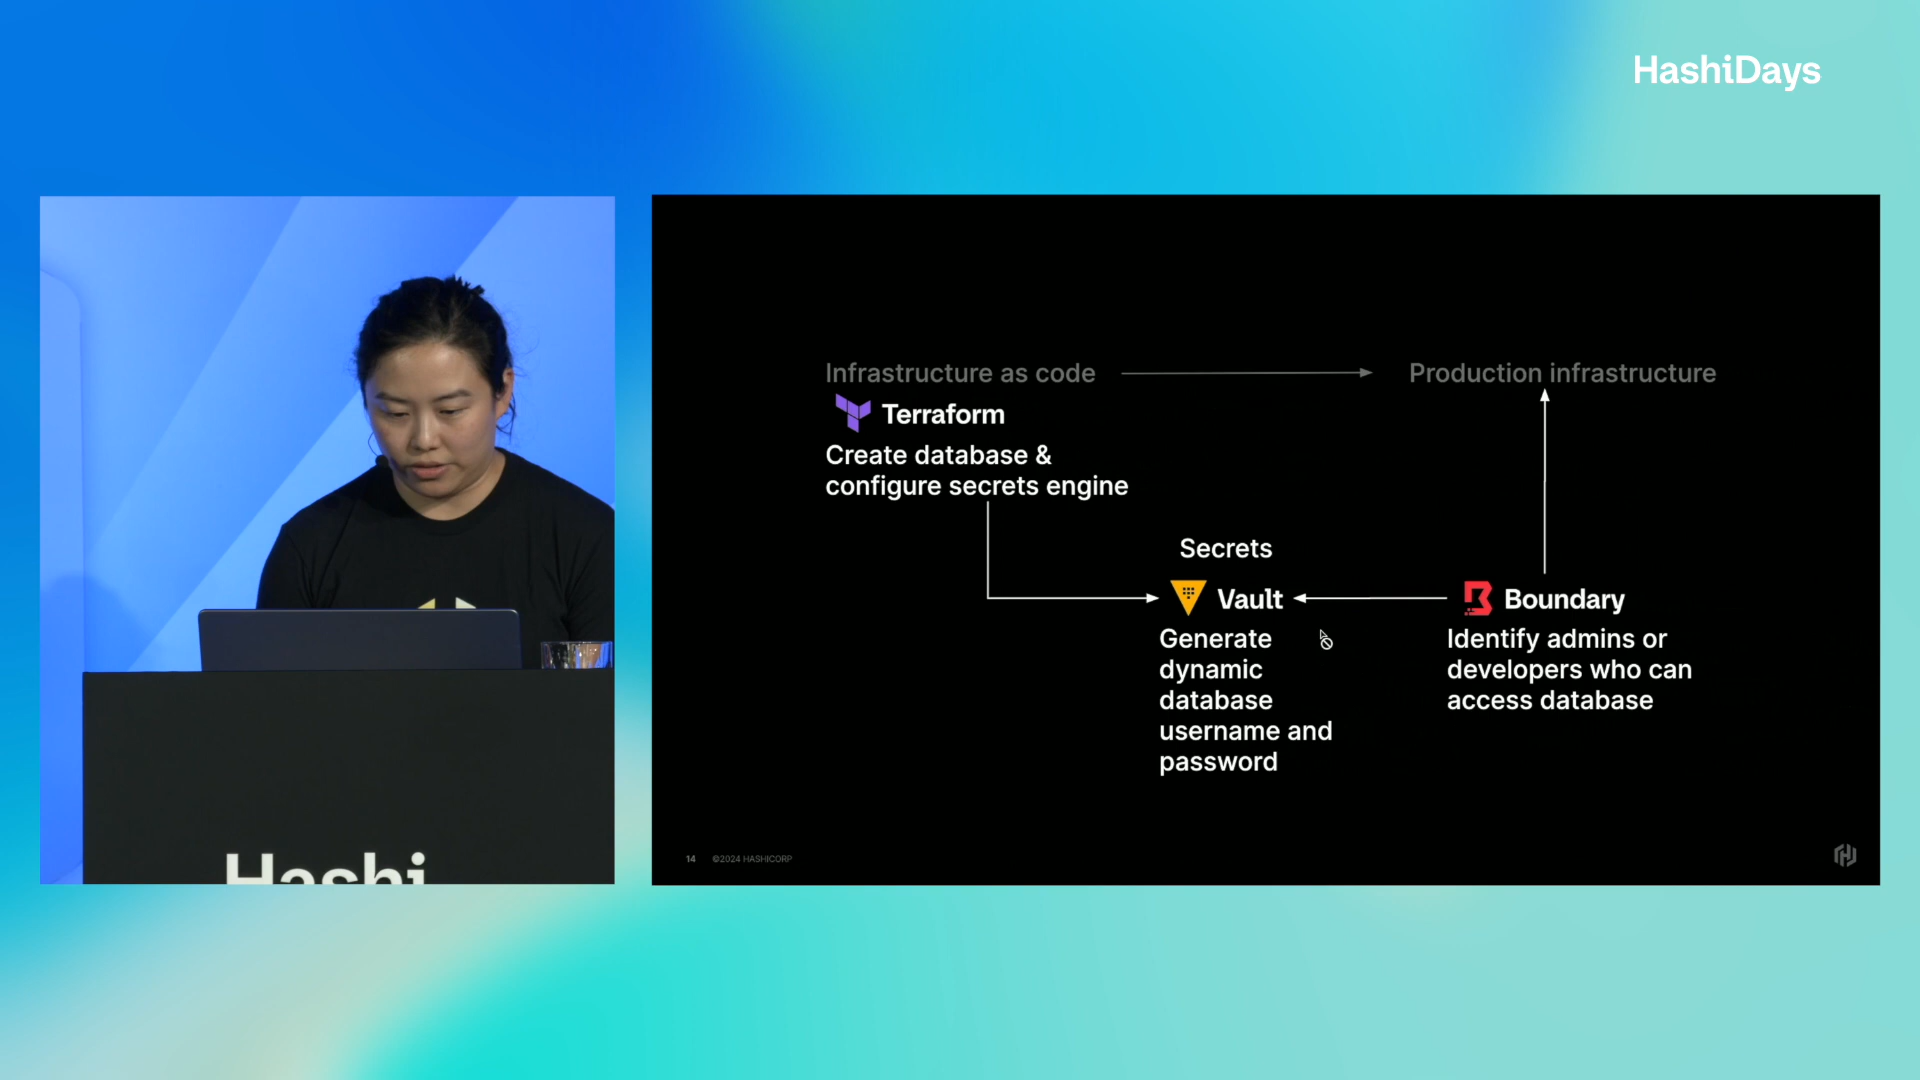 HashiDays
Infrastructure as code
Production infrastructure
Terraform
Create database &
configure secrets engine
Secrets
Vault
Generate
dynamic
database
username and
password
Boundary
Identify admins or
developers who can
access database
14
©2024 HASHICORP
Hashi